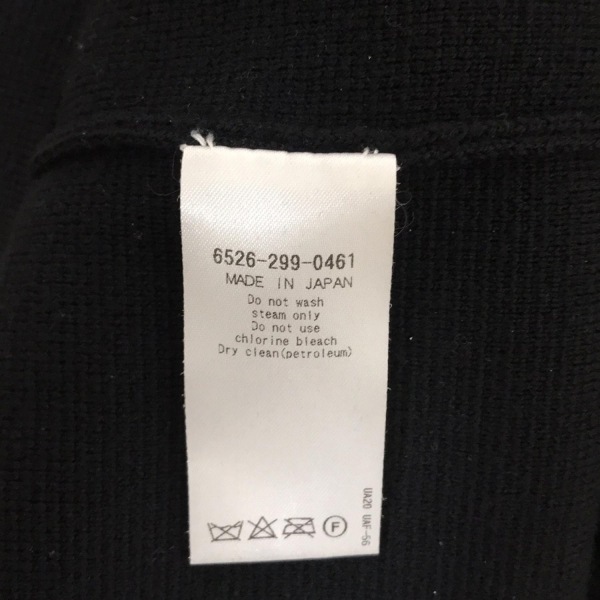 6526-299-0461
MADE IN JAPAN
Do not wash
steam only
Do not use
chlorine bleach
Dry clean(petroleum)
F
UA20 UAF-56